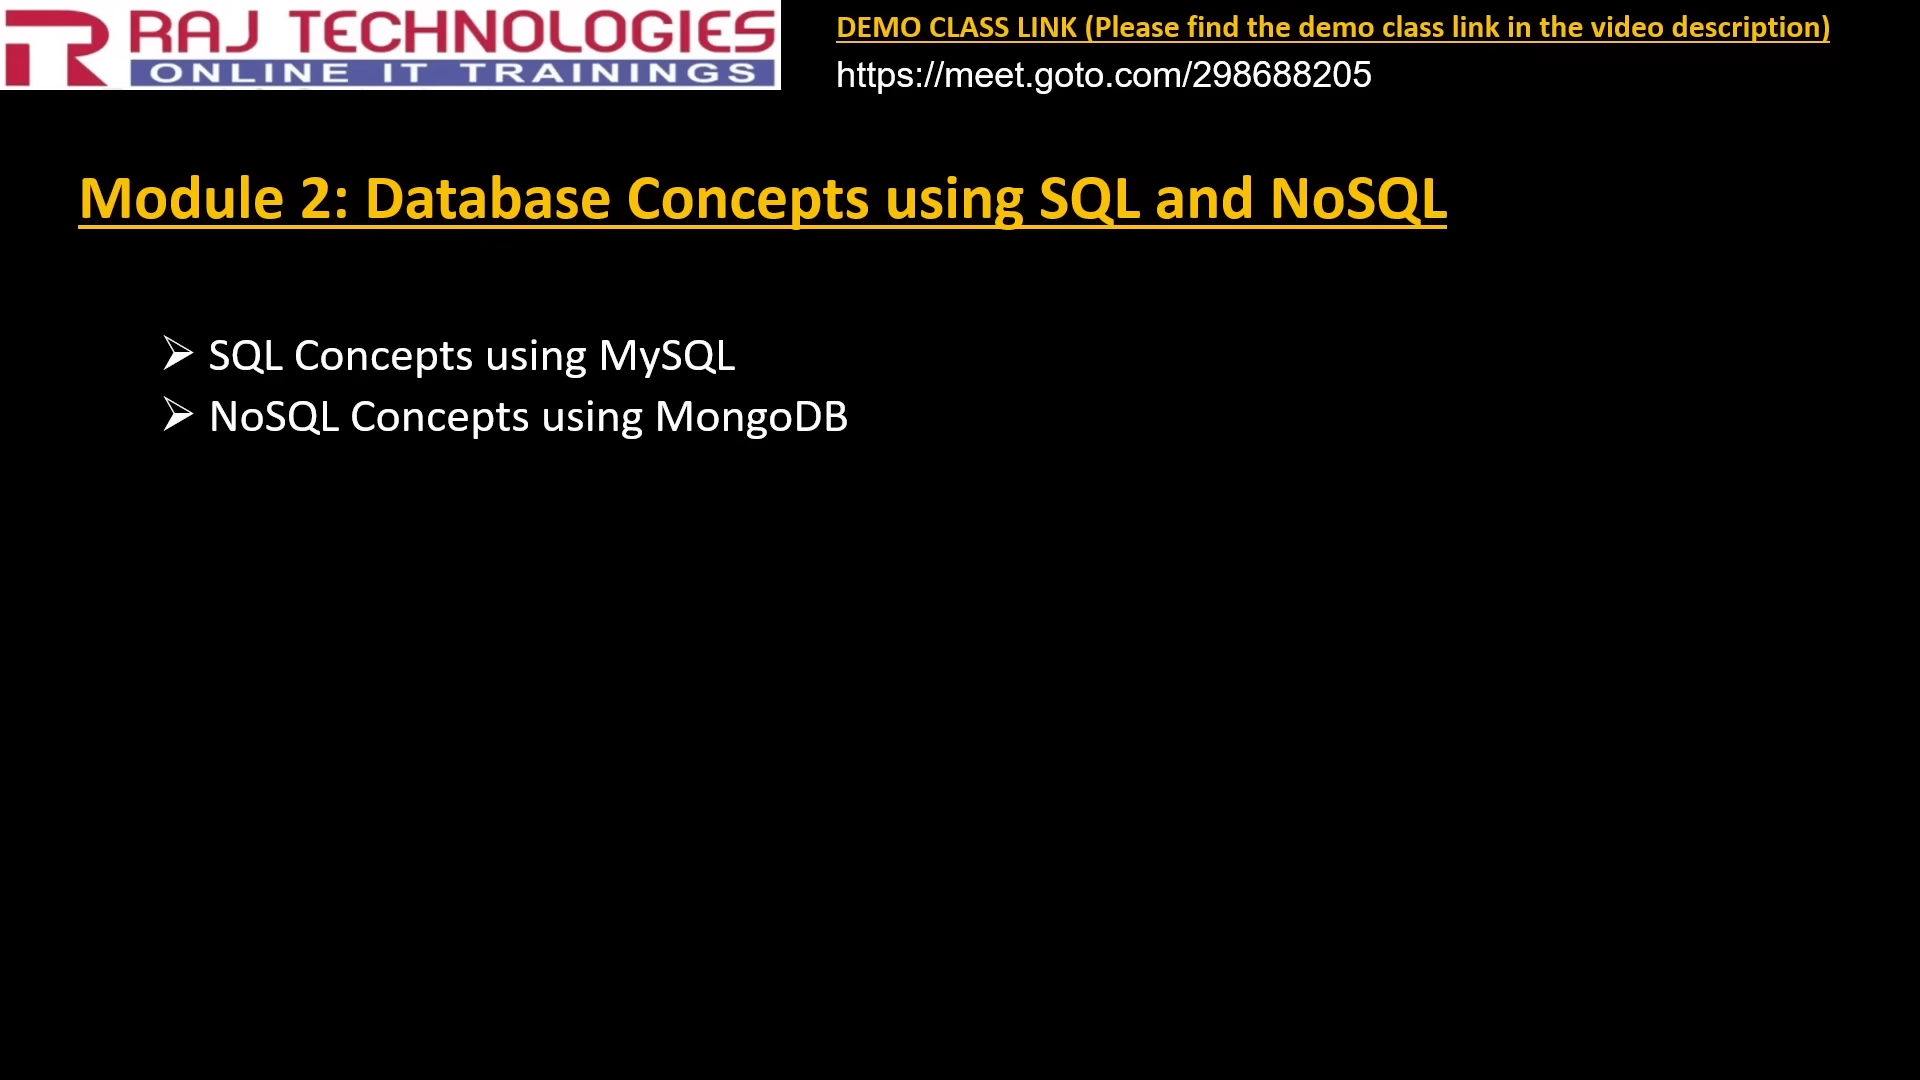 RAJ TECHNOLOGIES
ONLINE IT TRAININGS
DEMO CLASS LINK (Please find the demo class link in the video description)
https://meet.goto.com/298688205
Module 2: Database Concepts using SQL and NoSQL
➢ SQL Concepts using MySQL
➢ NoSQL Concepts using MongoDB